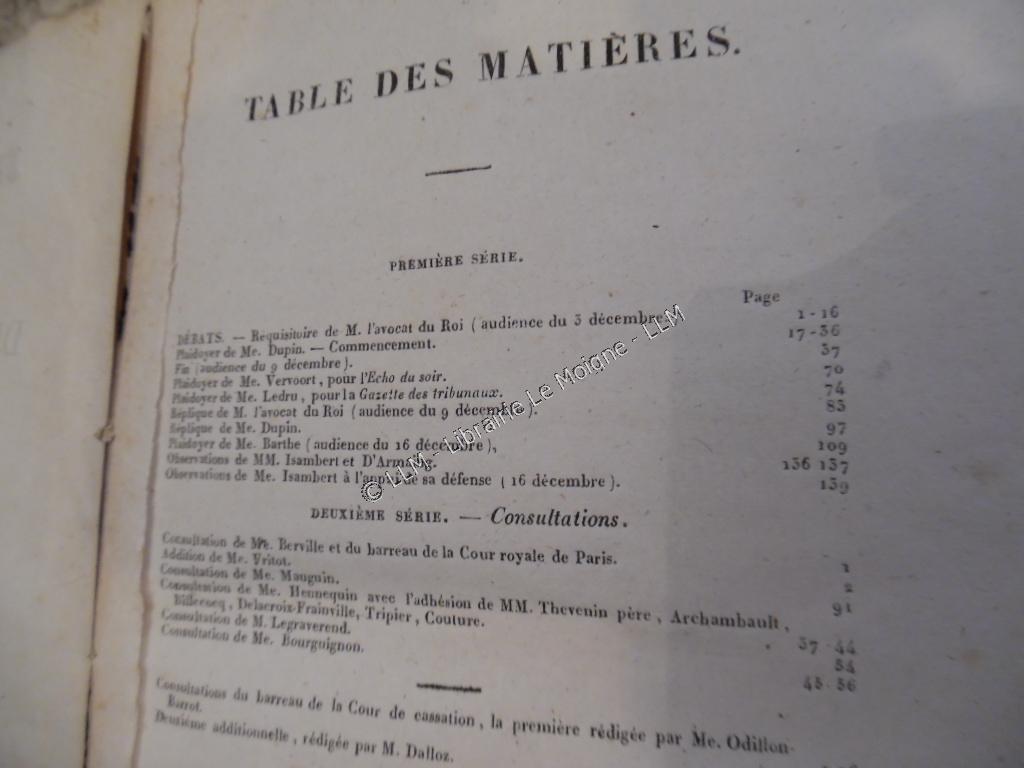 TABLE DES MATIÈRES.
PREMIÈRE SÉRIE.
Page
DÉBATS. — Requisitoire de M. l'avocat du Roi (audience du 3 décembre 1-16
Plaidoyer de Me. Dupin. — Commencement. 17-36
Fin (audience du 9 décembre). 37
Plaidoyer de Me. Vervoort, pour l'Echo du soir. 70
Plaidoyer de Me. Ledru, pour la Gazette des tribunaux. 74
Réplique de M. l'avocat du Roi (audience du 9 décembre). 83
Réplique de Me. Dupin. 97
Plaidoyer de Me. Barthe (audience du 16 décembre), 109
Observations de MM. Isambert et 136 137
Observations de Me. Isambert à l'appui de sa défense (16 décembre). 139
DEUXIÈME SÉRIE. — Consultations.
Consultation de Me. Berville et du barreau de la Cour royale de Paris. 1
Addition de Me. Vritot. 2
Consultation de Me. Mauguin. 91
Consultation de Me. Hennequin avec l'adhésion de MM. Thevenin père, Archambault,
Billecocq, Delacroix-Frainville, Tripier, Couture. 37-44
Consultation de M. Legraverend. 54
Consultation de Me. Bourguignon. 45-56
Consultations du barreau de la Cour de cassation, la première rédigée par Me. Odillon-
Barrot.
Deuxième additionnelle, rédigée par M. Dalloz.
© LLM - Librairie Le Moigne - LLM